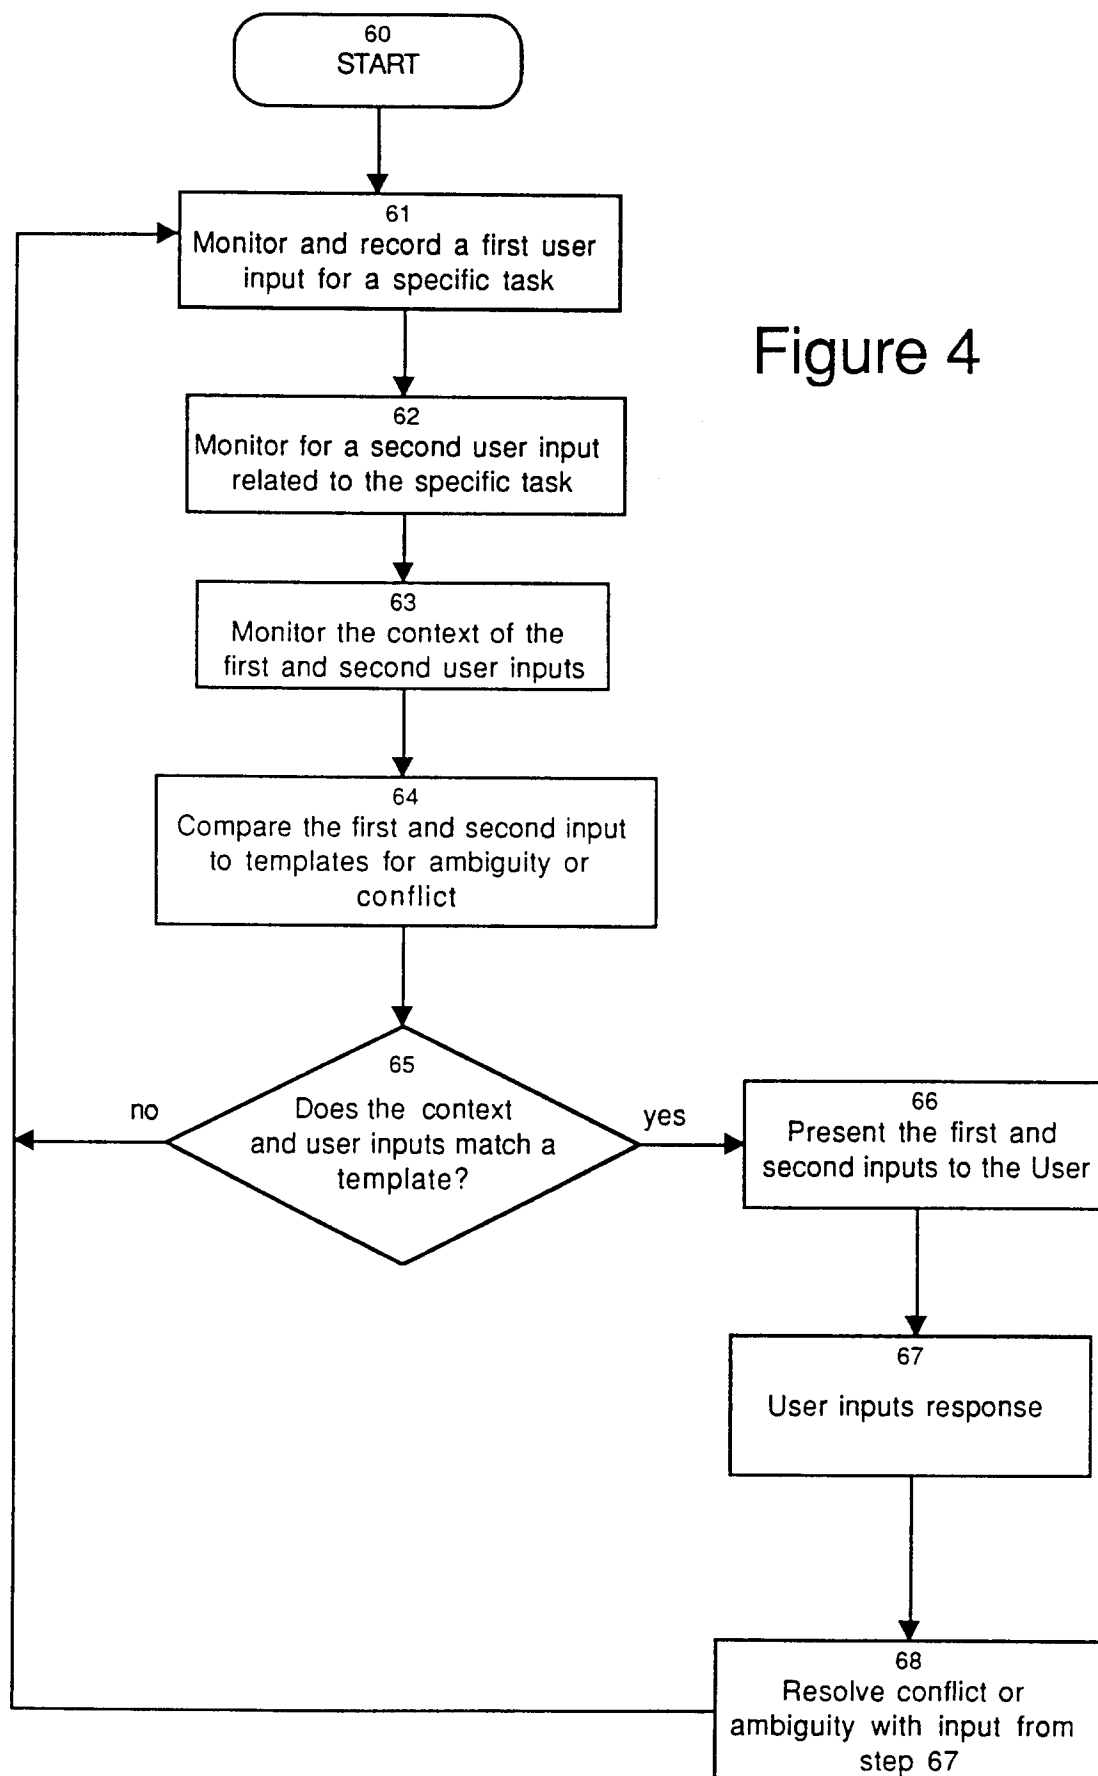 60
START
61
Monitor and record a first user
input for a specific task
Figure 4
62
Monitor for a second user input
related to the specific task
63
Monitor the context of the
first and second user inputs
64
Compare the first and second input
to templates for ambiguity or
conflict
65
Does the context
and user inputs match a
template?
no
yes
66
Present the first and
second inputs to the User
67
User inputs response
68
Resolve conflict or
ambiguity with input from
step 67